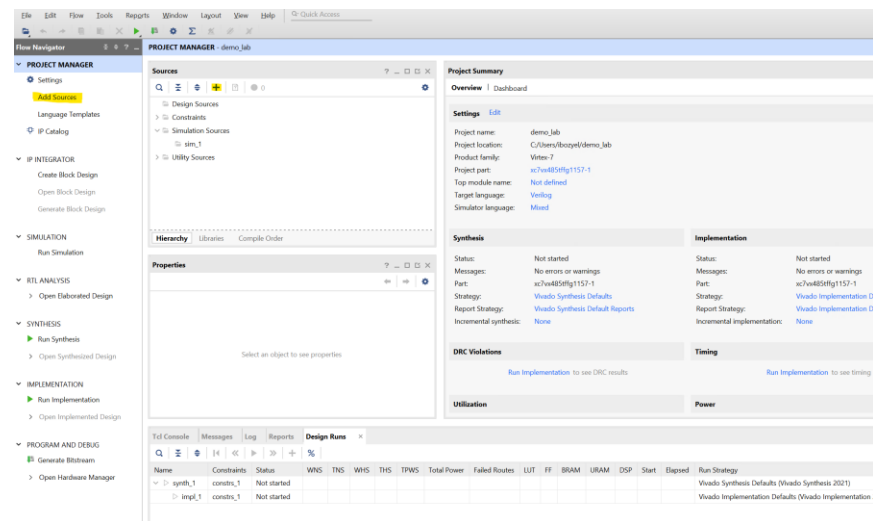 File Edit Flow Tools Reports Window Layout View Help Quick Access
Flow Navigator
PROJECT MANAGER - demo_lab
PROJECT MANAGER
Settings
Add Sources
Language Templates
IP Catalog
IP INTEGRATOR
Create Block Design
Open Block Design
Generate Block Design
SIMULATION
Run Simulation
RTL ANALYSIS
Open Elaborated Design
SYNTHESIS
Run Synthesis
Open Synthesized Design
IMPLEMENTATION
Run Implementation
Open Implemented Design
PROGRAM AND DEBUG
Generate Bitstream
Open Hardware Manager
Sources
0
Design Sources
Constraints
Simulation Sources
sim_1
Utility Sources
Hierarchy Libraries Compile Order
Properties
Select an object to see properties
Project Summary
Overview Dashboard
Settings Edit
Project name: demo_lab
Project location: C:/Users/ibozyel/demo_lab
Product family: Virtex-7
Project part: xc7vx485tffg1157-1
Top module name: Not defined
Target language: Verilog
Simulator language: Mixed
Synthesis
Status: Not started
Messages: No errors or warnings
Part: xc7vx485tffg1157-1
Strategy: Vivado Synthesis Defaults
Report Strategy: Vivado Synthesis Default Reports
Incremental synthesis: None
Implementation
Status: Not started
Messages: No errors or warnings
Part: xc7vx485tffg1157-1
Strategy: Vivado Implementation D
Report Strategy: Vivado Implementation D
Incremental implementation: None
DRC Violations
Run Implementation to see DRC results
Timing
Run Implementation to see timing
Utilization
Power
Tcl Console Messages Log Reports Design Runs
Name Constraints Status WNS TNS WHS THS TPWS Total Power Failed Routes LUT FF BRAM URAM DSP Start Elapsed Run Strategy
synth_1 constrs_1 Not started Vivado Synthesis Defaults (Vivado Synthesis 2021)
impl_1 constrs_1 Not started Vivado Implementation Defaults (Vivado Implementation